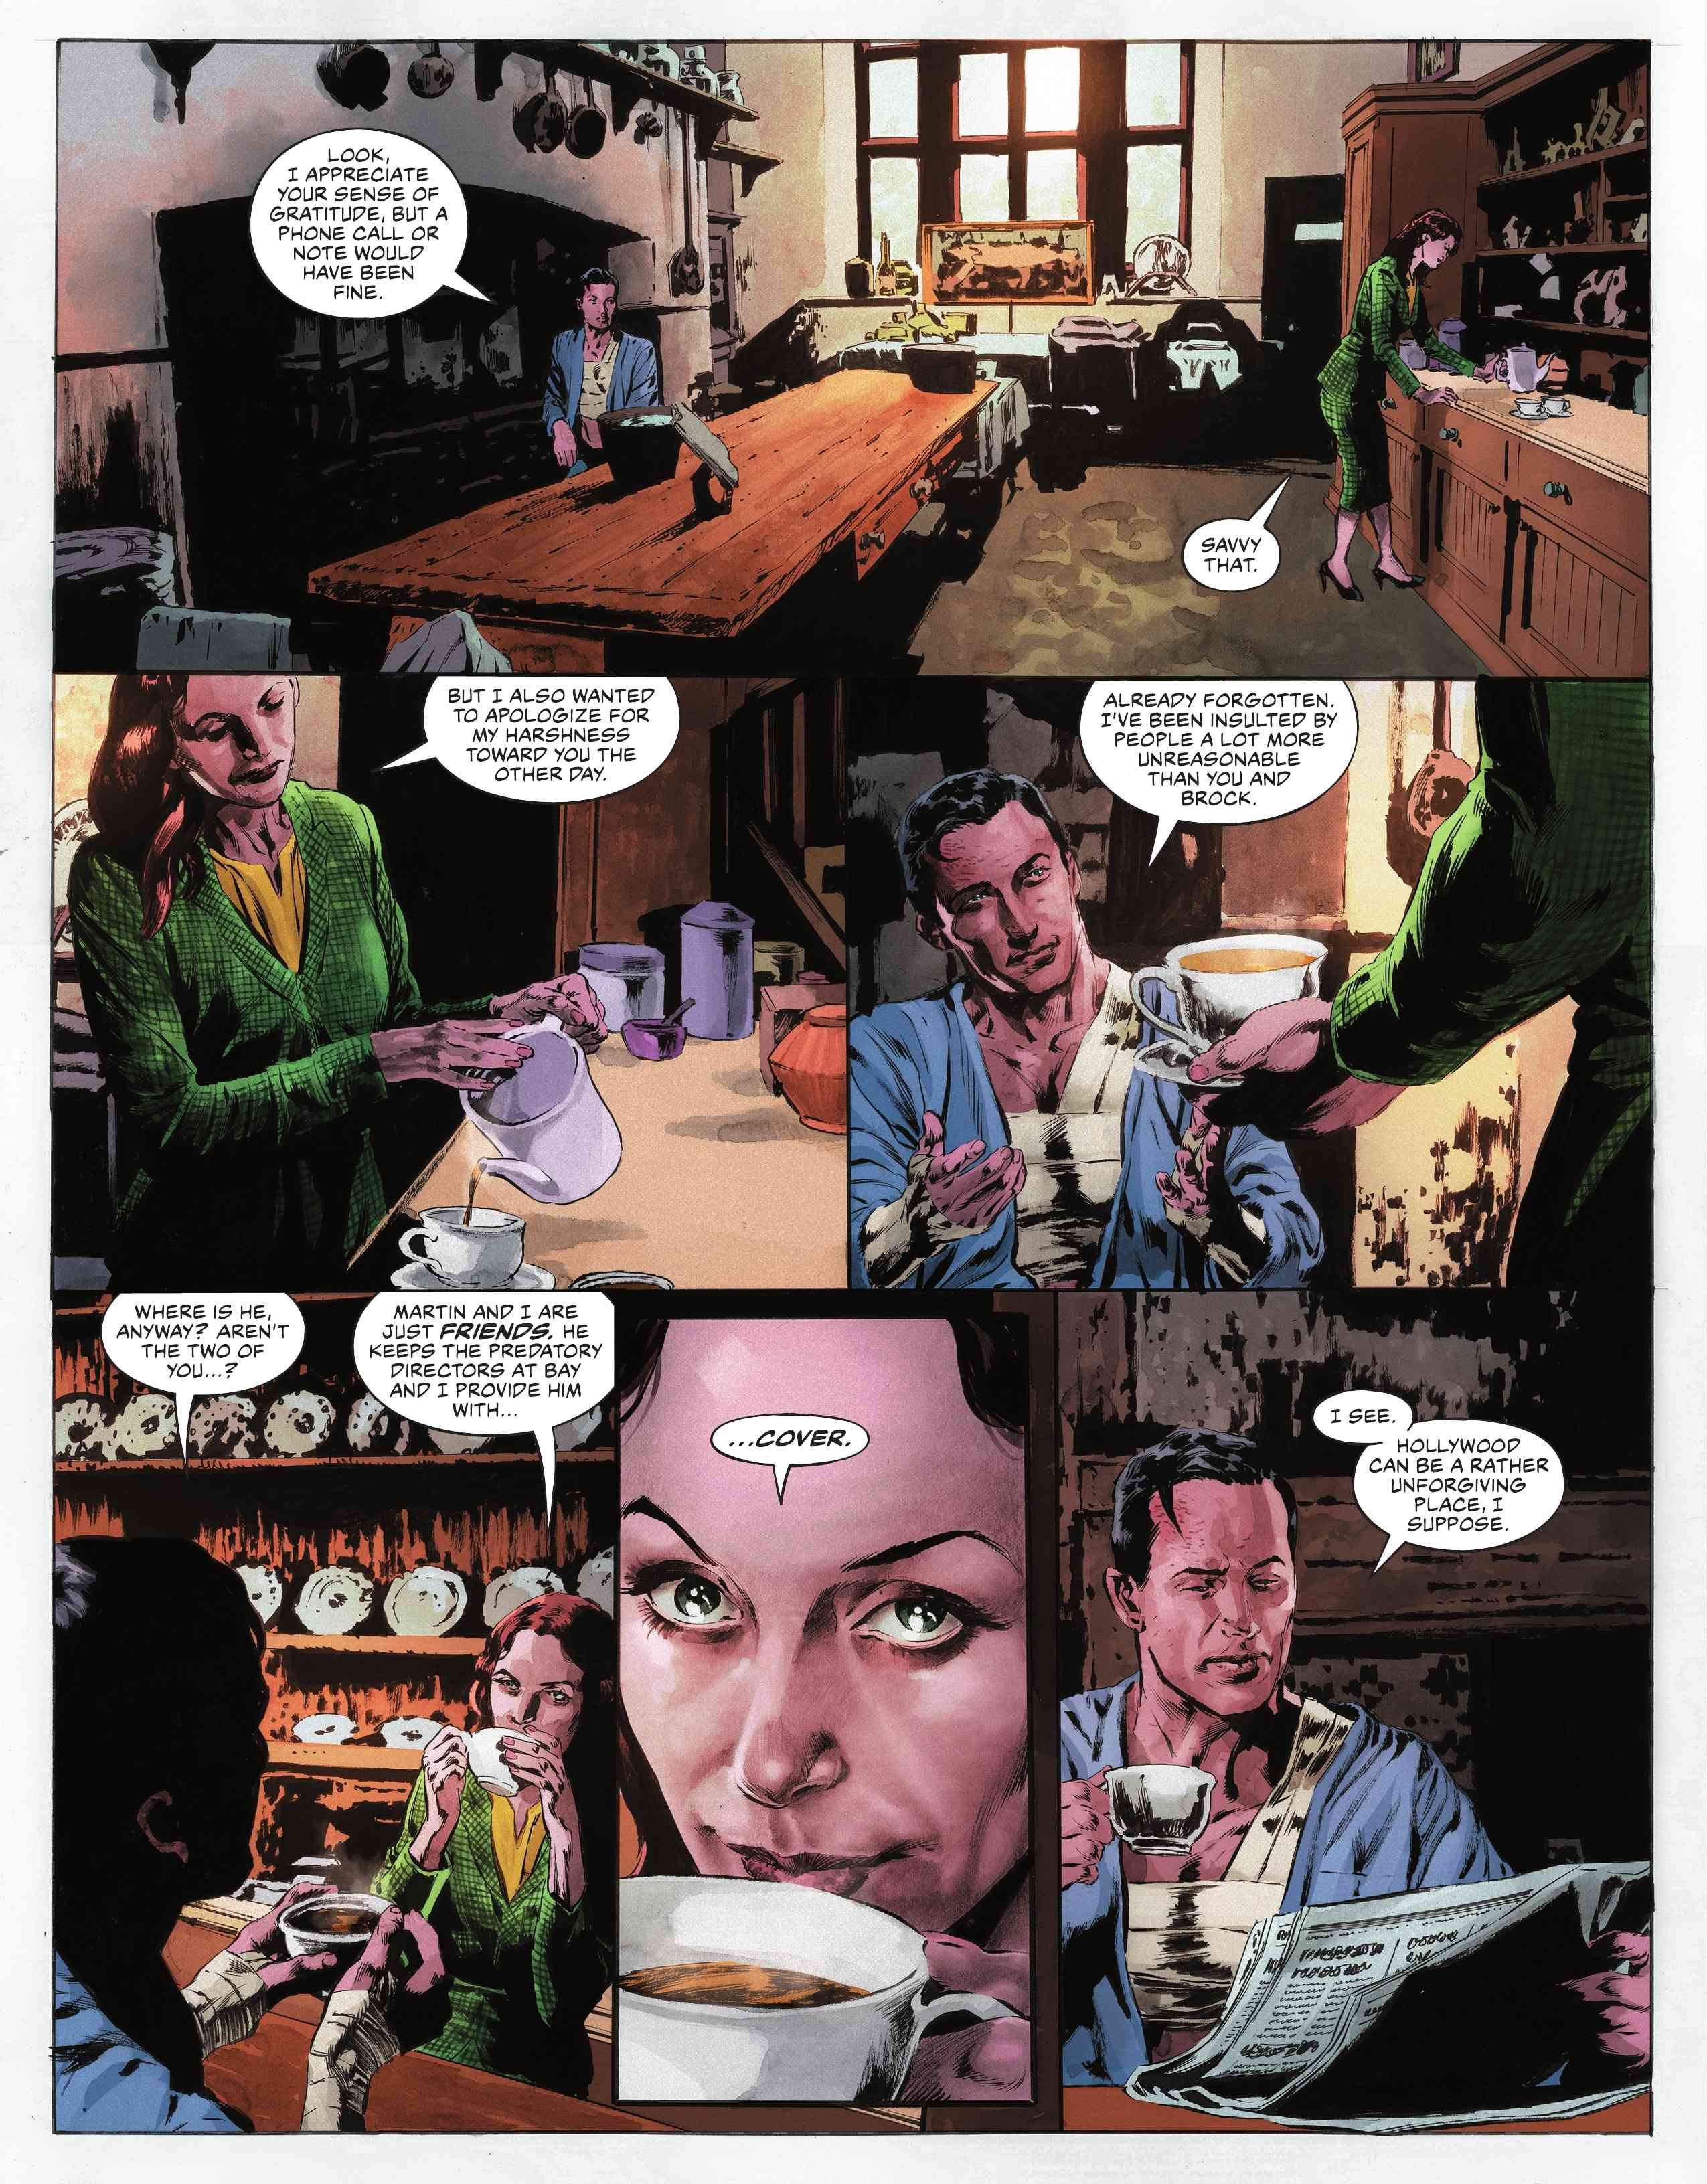 LOOK,
I APPRECIATE
YOUR SENSE OF
GRATITUDE, BUT A
PHONE CALL OR
NOTE WOULD
HAVE BEEN
FINE.
SAVVY
THAT.
BUT I ALSO WANTED
TO APOLOGIZE FOR
MY HARSHNESS
TOWARD YOU THE
OTHER DAY.
ALREADY FORGOTTEN.
I'VE BEEN INSULTED BY
PEOPLE A LOT MORE
UNREASONABLE
THAN YOU AND
BROCK.
WHERE IS HE,
ANYWAY? AREN'T
THE TWO OF
YOU...?
MARTIN AND I ARE
JUST FRIENDS. HE
KEEPS THE PREDATORY
DIRECTORS AT BAY
AND I PROVIDE HIM
WITH...
...COVER.
I SEE.
HOLLYWOOD
CAN BE A RATHER
UNFORGIVING
PLACE, I
SUPPOSE.